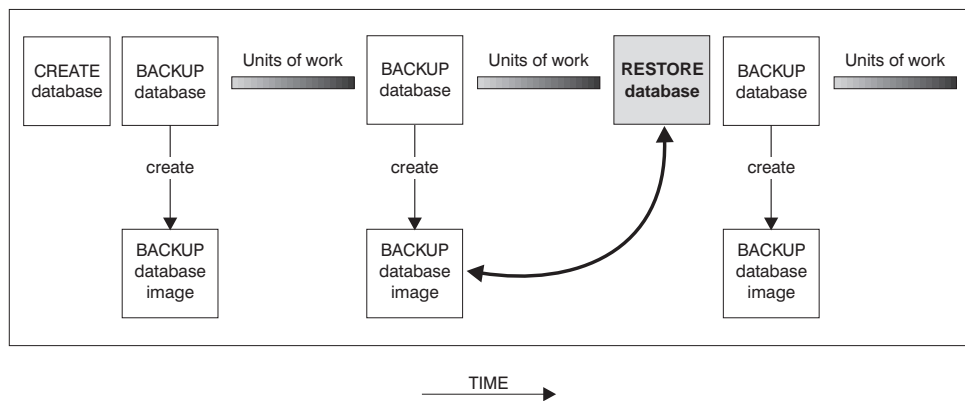 CREATE
database
BACKUP
database
Units of work
BACKUP
database
Units of work
RESTORE
database
BACKUP
database
Units of work
create
create
create
BACKUP
database
image
BACKUP
database
image
BACKUP
database
image
TIME